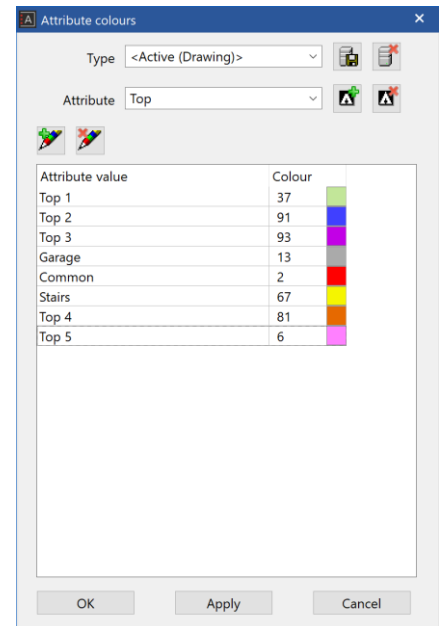 A Attribute colours
Type <Active (Drawing)>
Attribute Top
Attribute value Colour
Top 1 37
Top 2 91
Top 3 93
Garage 13
Common 2
Stairs 67
Top 4 81
Top 5 6
OK Apply Cancel